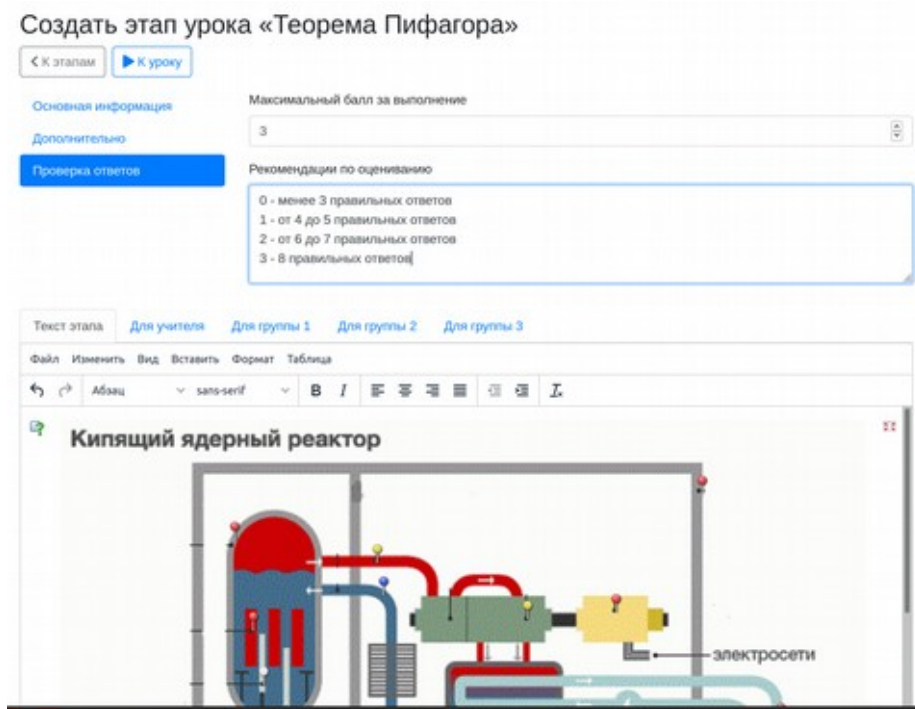 Создать этап урока «Теорема Пифагора»
К этапам К уроку
Основная информация
Дополнительно
Проверка ответов
Максимальный балл за выполнение
3
Рекомендации по оцениванию
0 - менее 3 правильных ответов
1 - от 4 до 5 правильных ответов
2 - от 6 до 7 правильных ответов
3 - 8 правильных ответов
Текст этапа Для учителя Для группы 1 Для группы 2 Для группы 3
Файл Изменить Вид Вставить Формат Таблица
Абзац sans-serif B I
Кипящий ядерный реактор
электросети